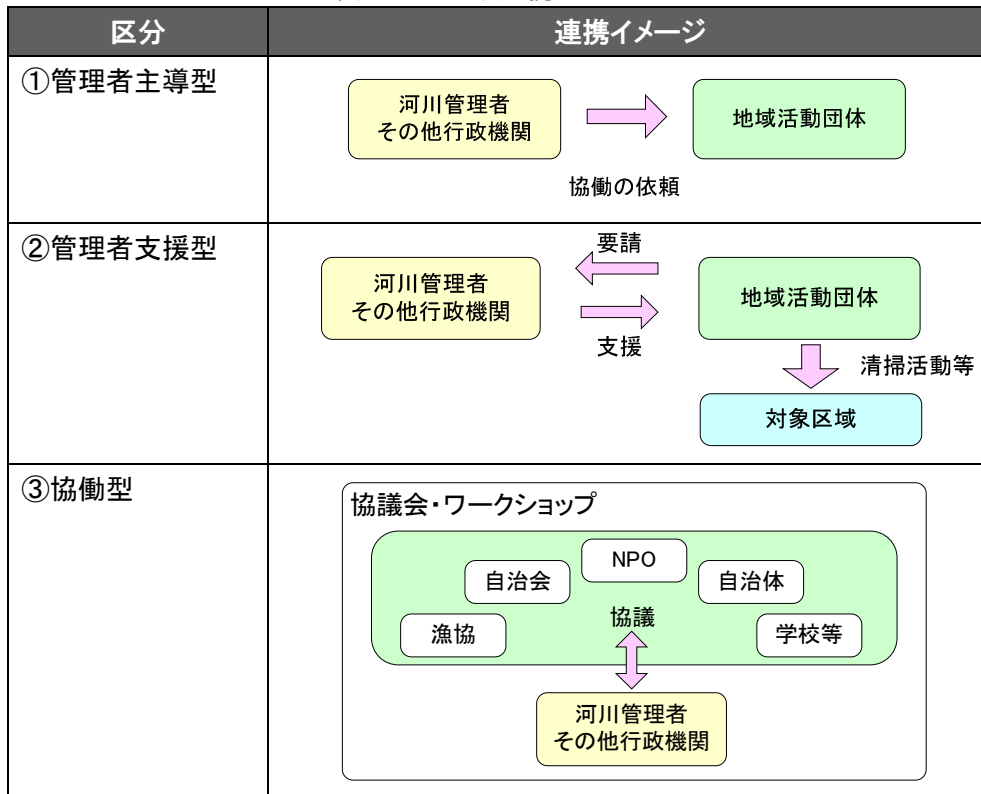 区分
連携イメージ
①管理者主導型
河川管理者
その他行政機関
地域活動団体
協働の依頼
②管理者支援型
要請
河川管理者
その他行政機関
地域活動団体
支援
清掃活動等
対象区域
③協働型
協議会・ワークショップ
NPO
自治会
自治体
漁協
協議
学校等
河川管理者
その他行政機関